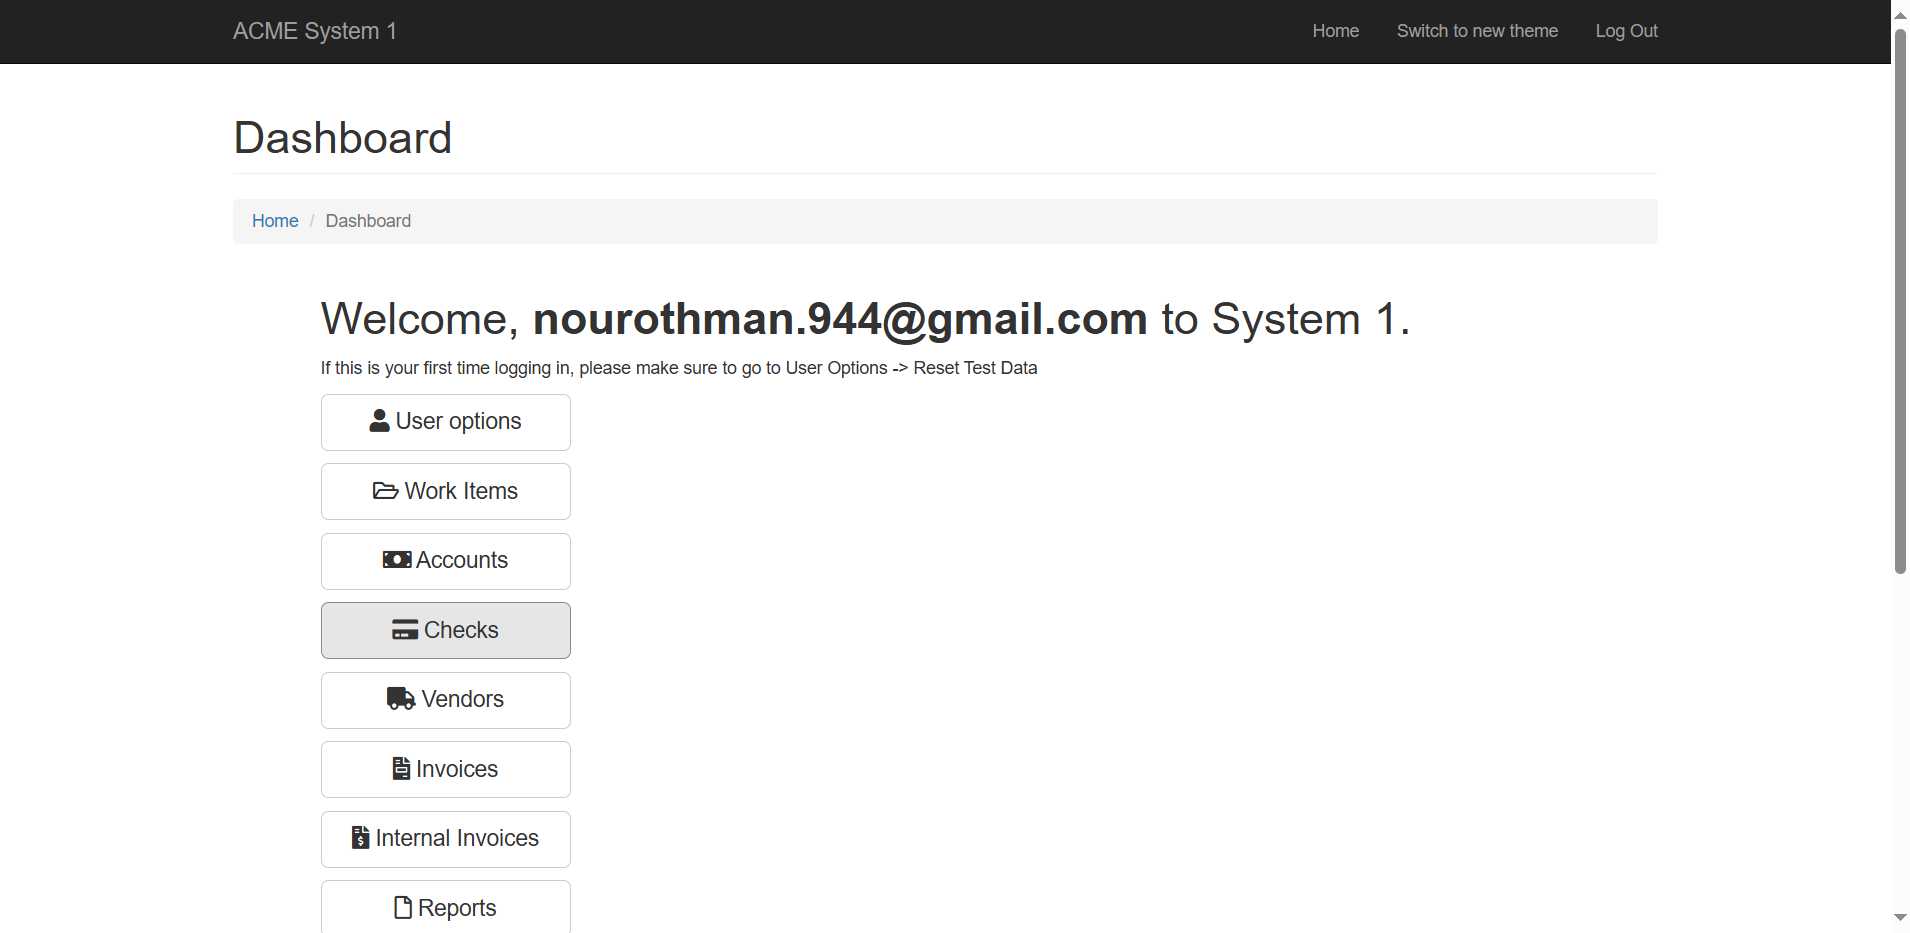 ACME System 1
Home
Switch to new theme
Log Out
Dashboard
Home / Dashboard
Welcome, nourothman.944@gmail.com to System 1.
If this is your first time logging in, please make sure to go to User Options -> Reset Test Data
User options
Work Items
Accounts
Checks
Vendors
Invoices
Internal Invoices
Reports